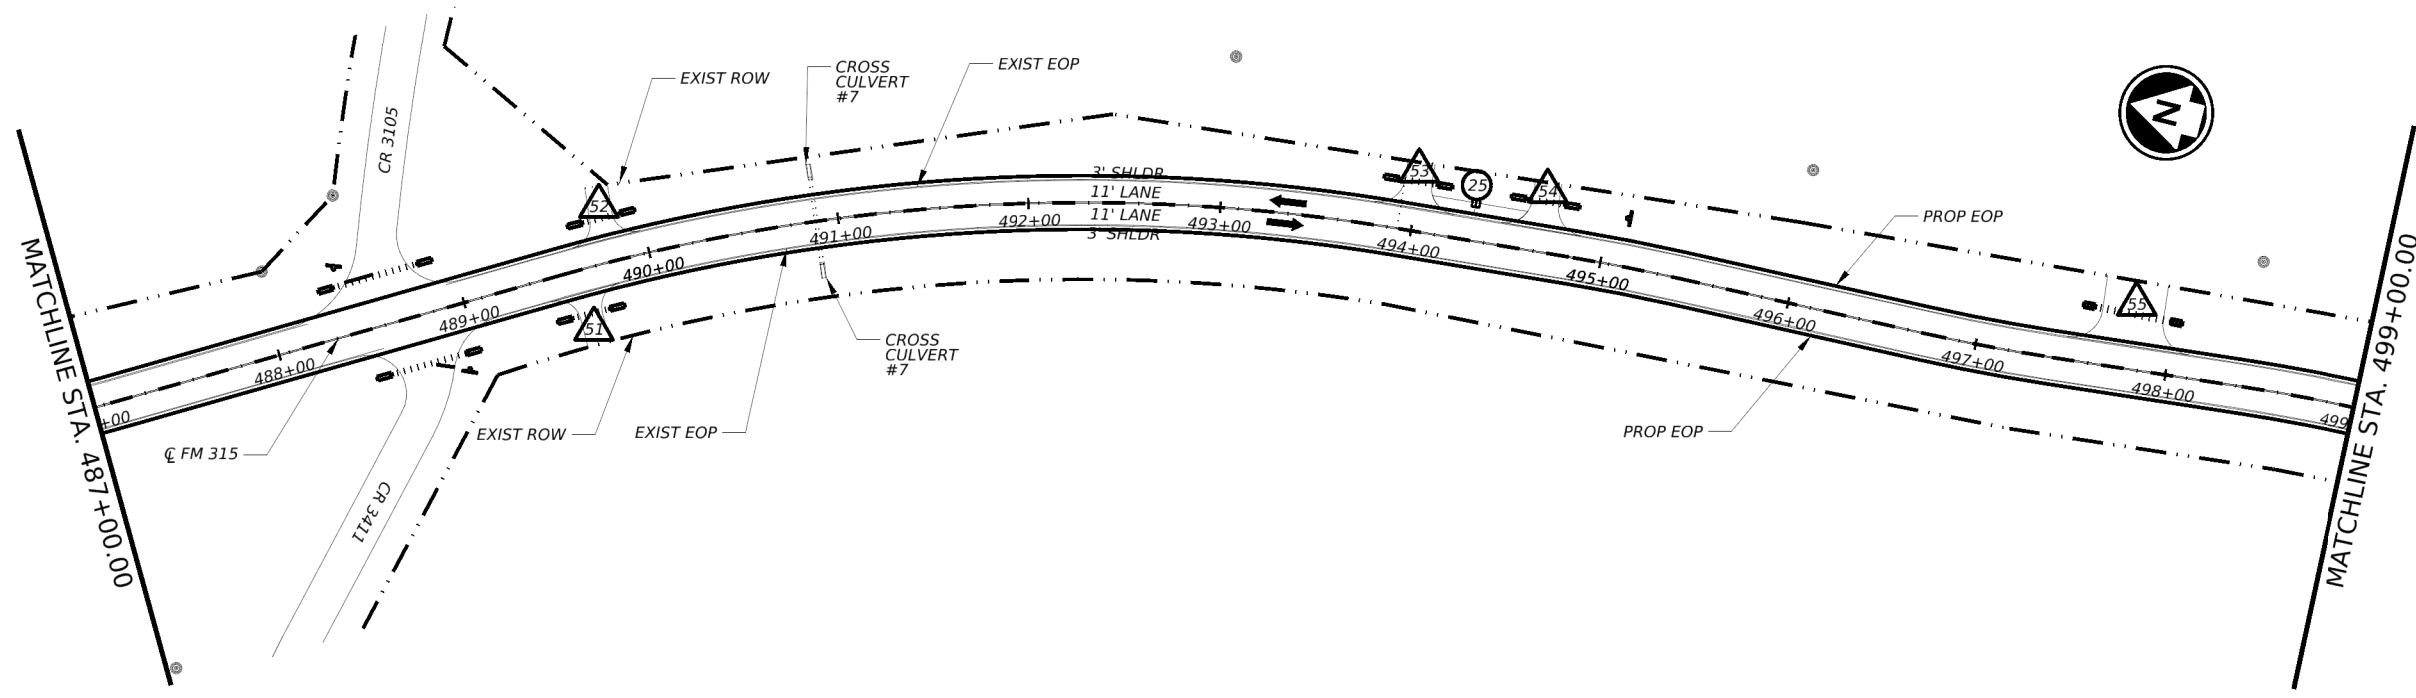 CROSS
CULVERT
#7
EXIST EOP
EXIST ROW
CR 3105
N
3' SHLDR
11' LANE
11' LANE
3' SHLDR
53
25
54
52
PROP EOP
492+00
493+00
491+00
494+00
490+00
495+00
489+00
51
55
496+00
488+00
497+00
498+00
499
+00
CROSS
CULVERT
#7
EXIST ROW
EXIST EOP
PROP EOP
℄ FM 315
CR 3411
MATCHLINE STA. 487+00.00
MATCHLINE STA. 499+00.00